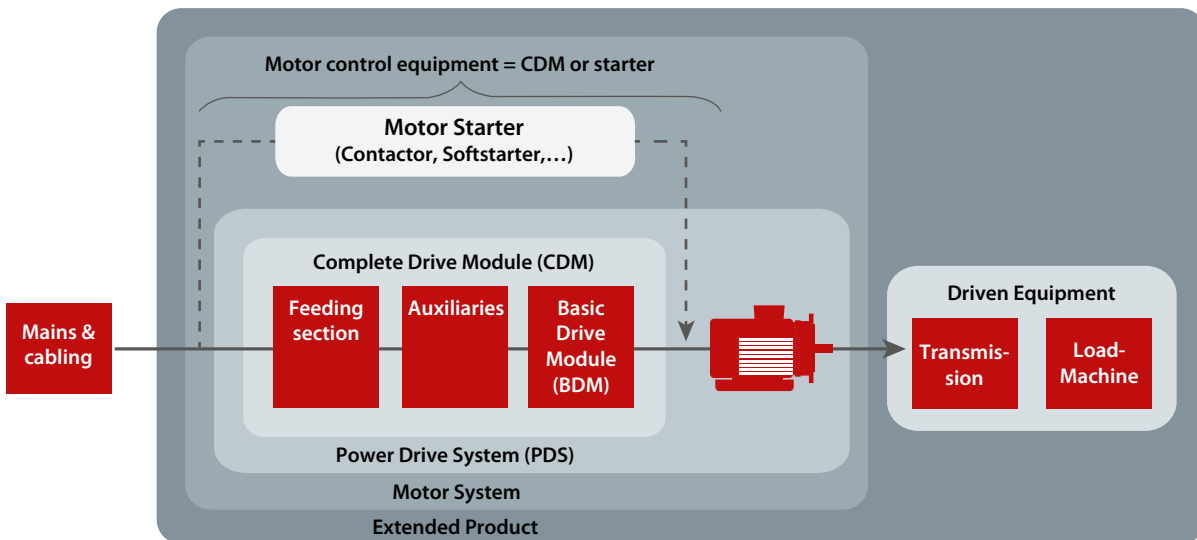 Motor control equipment = CDM or starter
Motor Starter
(Contactor, Softstarter,...)
Complete Drive Module (CDM)
Feeding
section
Auxiliaries
Basic
Drive
Module
(BDM)
Mains &
cabling
Driven Equipment
Transmis-
sion
Load-
Machine
Power Drive System (PDS)
Motor System
Extended Product